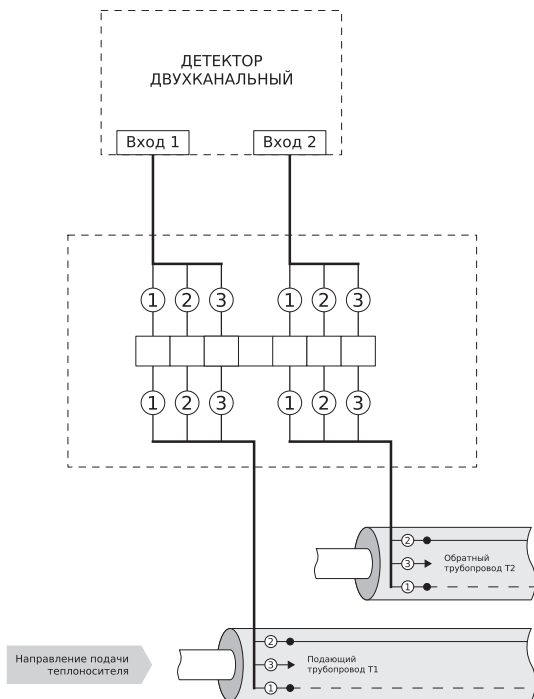 ДЕТЕКТОР
ДВУХКАНАЛЬНЫЙ
Вход 1
Вход 2
1 2 3 1 2 3
1 2 3 1 2 3
2
3
1
Обратный
трубопровод Т2
2
3
1
Подающий
трубопровод Т1
Направление подачи
теплоносителя